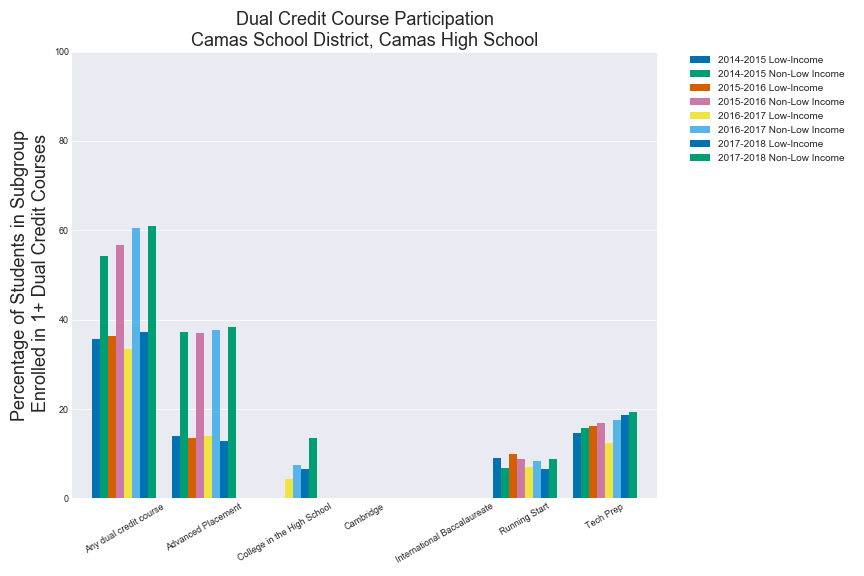 Dual Credit Course Participation
Camas School District, Camas High School
Percentage of Students in Subgroup
Enrolled in 1+ Dual Credit Courses
100
80
60
40
20
0
Any dual credit course
Advanced Placement
College in the High School
Cambridge
International Baccalaureate
Running Start
Tech Prep
2014-2015 Low-Income
2014-2015 Non-Low Income
2015-2016 Low-Income
2015-2016 Non-Low Income
2016-2017 Low-Income
2016-2017 Non-Low Income
2017-2018 Low-Income
2017-2018 Non-Low Income